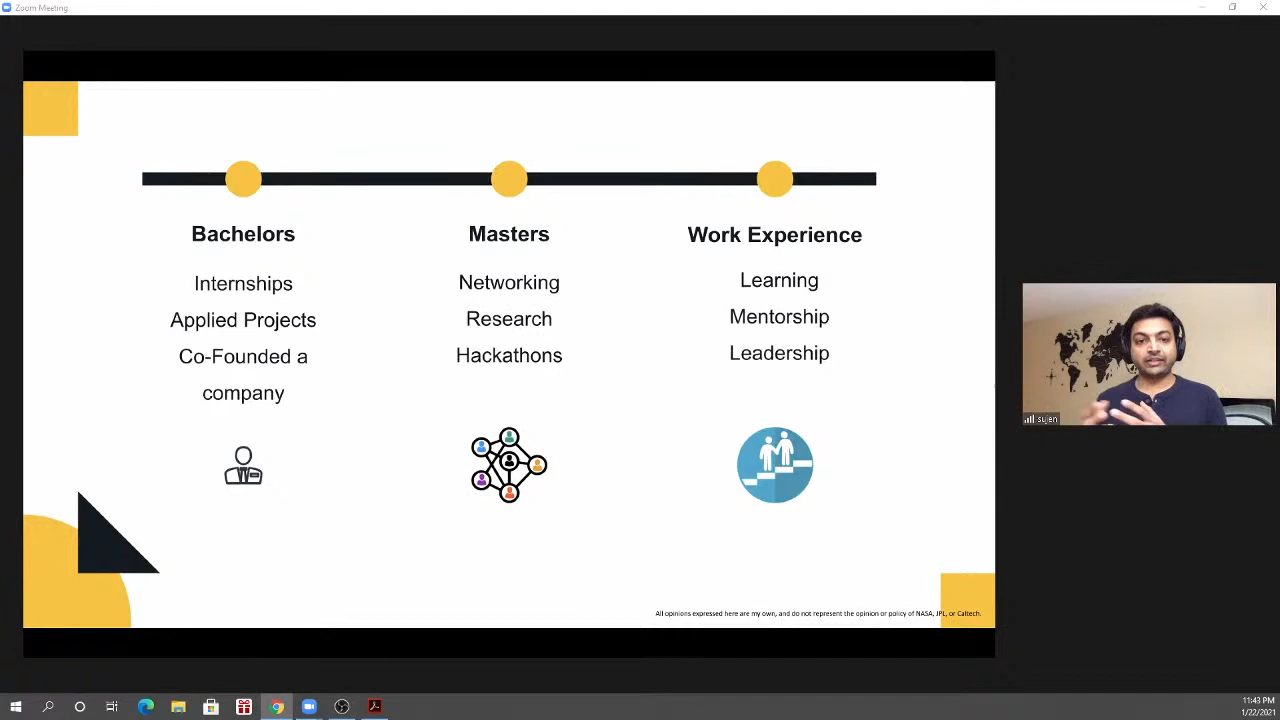 Zoom Meeting
Bachelors
Internships
Applied Projects
Co-Founded a
company
Masters
Networking
Research
Hackathons
Work Experience
Learning
Mentorship
Leadership
All opinions expressed here are my own, and do not represent the opinion or policy of NASA, JPL, or Caltech.
sujen
11:43 PM
1/22/2021